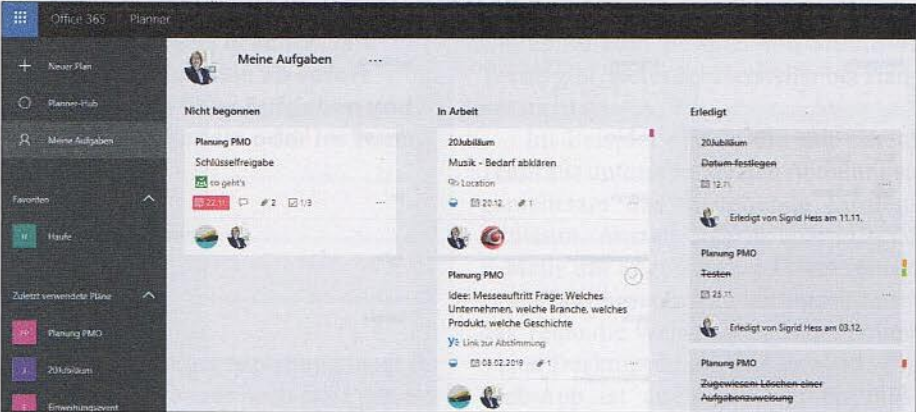 Office 365 Planner
Neuer Plan
Planner-Hub
Meine Aufgaben
Favoriten
H Haufe
Zuletzt verwendete Pläne
PP Planung PMO
20Jubiläum
E Einweihungsevent
Meine Aufgaben ...
Nicht begonnen
Planung PMO
Schlüsselfreigabe
so geht's
22.11. 2 1/3 ...
In Arbeit
20Jubiläum
Musik - Bedarf abklären
Location
20.12. 1
Planung PMO
Idee: Messeauftritt Frage: Welches
Unternehmen, welche Branche, welches
Produkt, welche Geschichte
Link zur Abstimmung
08.02.2019 1
Erledigt
20Jubiläum
Datum festlegen
12.11. ...
Erledigt von Sigrid Hess am 11.11.
Planung PMO
Testen
25.11. ...
Erledigt von Sigrid Hess am 03.12.
Planung PMO
Zugewiesen: Löschen einer
Aufgabenzuweisung